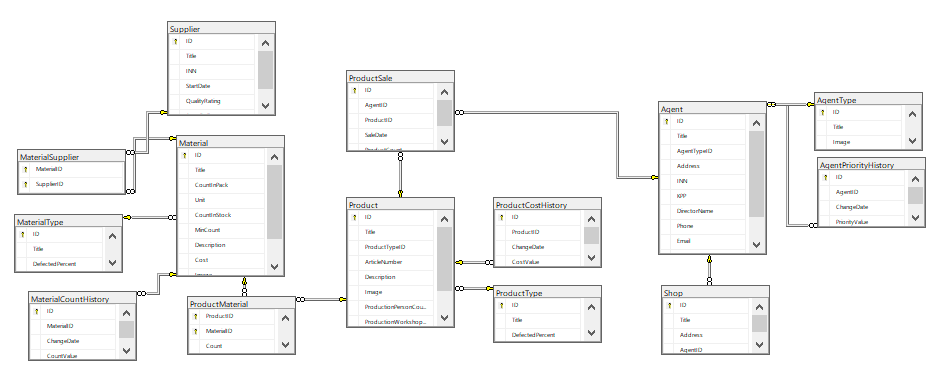 Supplier
ID
Title
INN
StartDate
QualityRating
MaterialSupplier
MaterialID
SupplierID
Material
ID
Title
CountInPack
Unit
CountInStock
MinCount
Description
Cost
Image
MaterialType
ID
Title
DefectedPercent
MaterialCountHistory
ID
MaterialID
ChangeDate
CountValue
ProductMaterial
ProductID
MaterialID
Count
ProductSale
ID
AgentID
ProductID
SaleDate
ProductCount
Product
ID
Title
ProductTypeID
ArticleNumber
Description
Image
ProductionPersonCou...
ProductionWorkshop...
ProductCostHistory
ID
ProductID
ChangeDate
CostValue
ProductType
ID
Title
DefectedPercent
Agent
ID
Title
AgentTypeID
Address
INN
KPP
DirectorName
Phone
Email
Shop
ID
Title
Address
AgentID
AgentType
ID
Title
Image
AgentPriorityHistory
ID
AgentID
ChangeDate
PriorityValue